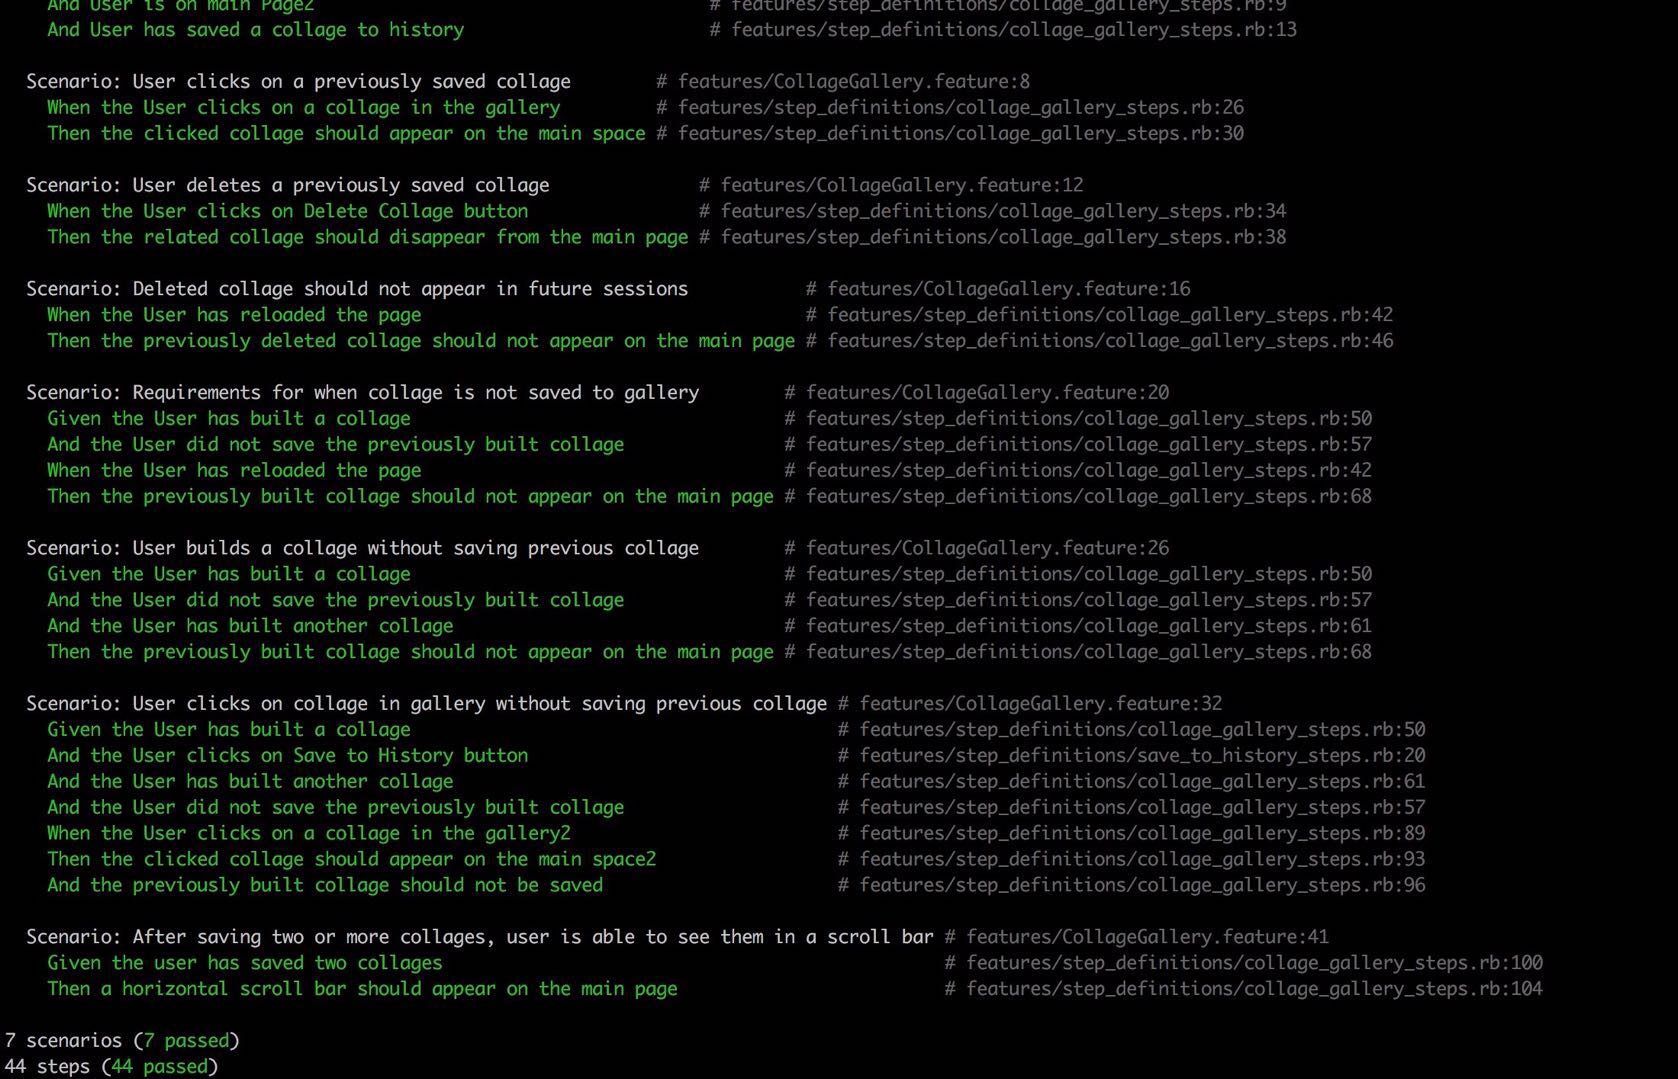 And User is on main Page2 # features/step_definitions/collage_gallery_steps.rb:9
And User has saved a collage to history # features/step_definitions/collage_gallery_steps.rb:13
Scenario: User clicks on a previously saved collage # features/CollageGallery.feature:8
When the User clicks on a collage in the gallery # features/step_definitions/collage_gallery_steps.rb:26
Then the clicked collage should appear on the main space # features/step_definitions/collage_gallery_steps.rb:30
Scenario: User deletes a previously saved collage # features/CollageGallery.feature:12
When the User clicks on Delete Collage button # features/step_definitions/collage_gallery_steps.rb:34
Then the related collage should disappear from the main page # features/step_definitions/collage_gallery_steps.rb:38
Scenario: Deleted collage should not appear in future sessions # features/CollageGallery.feature:16
When the User has reloaded the page # features/step_definitions/collage_gallery_steps.rb:42
Then the previously deleted collage should not appear on the main page # features/step_definitions/collage_gallery_steps.rb:46
Scenario: Requirements for when collage is not saved to gallery # features/CollageGallery.feature:20
Given the User has built a collage # features/step_definitions/collage_gallery_steps.rb:50
And the User did not save the previously built collage # features/step_definitions/collage_gallery_steps.rb:57
When the User has reloaded the page # features/step_definitions/collage_gallery_steps.rb:42
Then the previously built collage should not appear on the main page # features/step_definitions/collage_gallery_steps.rb:68
Scenario: User builds a collage without saving previous collage # features/CollageGallery.feature:26
Given the User has built a collage # features/step_definitions/collage_gallery_steps.rb:50
And the User did not save the previously built collage # features/step_definitions/collage_gallery_steps.rb:57
And the User has built another collage # features/step_definitions/collage_gallery_steps.rb:61
Then the previously built collage should not appear on the main page # features/step_definitions/collage_gallery_steps.rb:68
Scenario: User clicks on collage in gallery without saving previous collage # features/CollageGallery.feature:32
Given the User has built a collage # features/step_definitions/collage_gallery_steps.rb:50
And the User clicks on Save to History button # features/step_definitions/save_to_history_steps.rb:20
And the User has built another collage # features/step_definitions/collage_gallery_steps.rb:61
And the User did not save the previously built collage # features/step_definitions/collage_gallery_steps.rb:57
When the User clicks on a collage in the gallery2 # features/step_definitions/collage_gallery_steps.rb:89
Then the clicked collage should appear on the main space2 # features/step_definitions/collage_gallery_steps.rb:93
And the previously built collage should not be saved # features/step_definitions/collage_gallery_steps.rb:96
Scenario: After saving two or more collages, user is able to see them in a scroll bar # features/CollageGallery.feature:41
Given the user has saved two collages # features/step_definitions/collage_gallery_steps.rb:100
Then a horizontal scroll bar should appear on the main page # features/step_definitions/collage_gallery_steps.rb:104
7 scenarios (7 passed)
44 steps (44 passed)